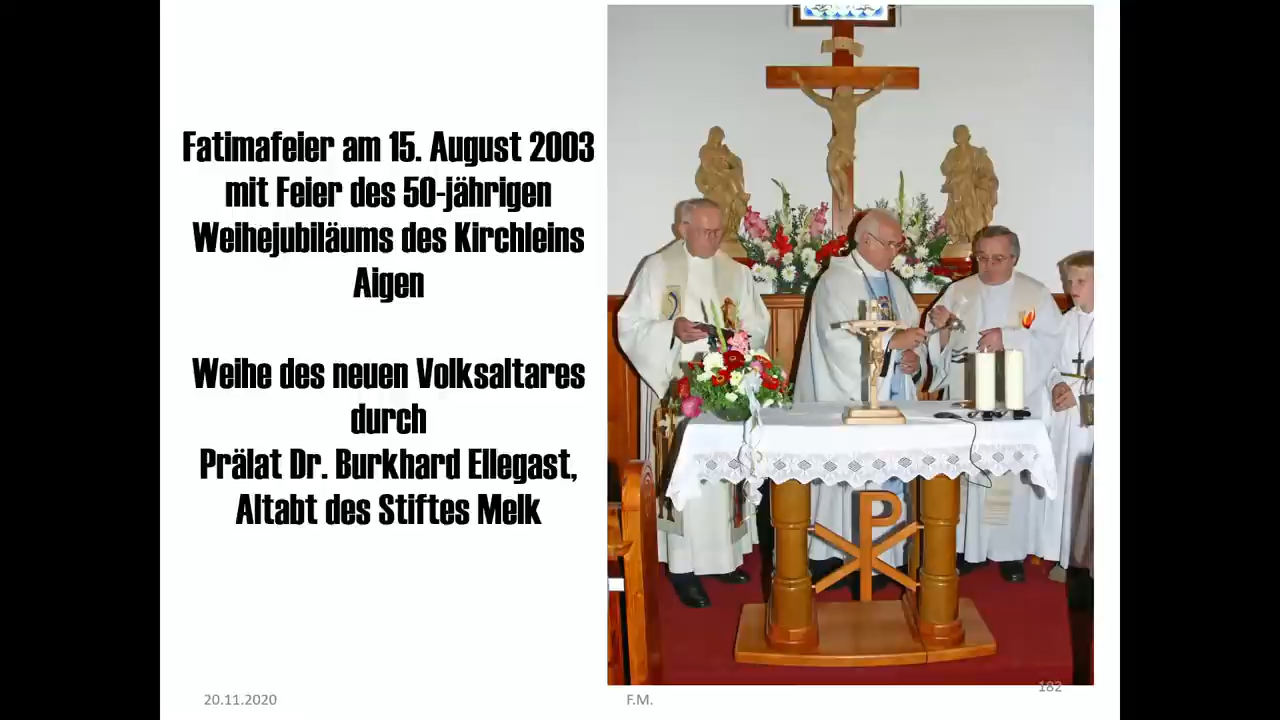 Fatimafeier am 15. August 2003
mit Feier des 50-jährigen
Weihejubiläums des Kirchleins
Aigen
Weihe des neuen Volksaltares
durch
Prälat Dr. Burkhard Ellegast,
Altabt des Stiftes Melk
20.11.2020
F.M.
182